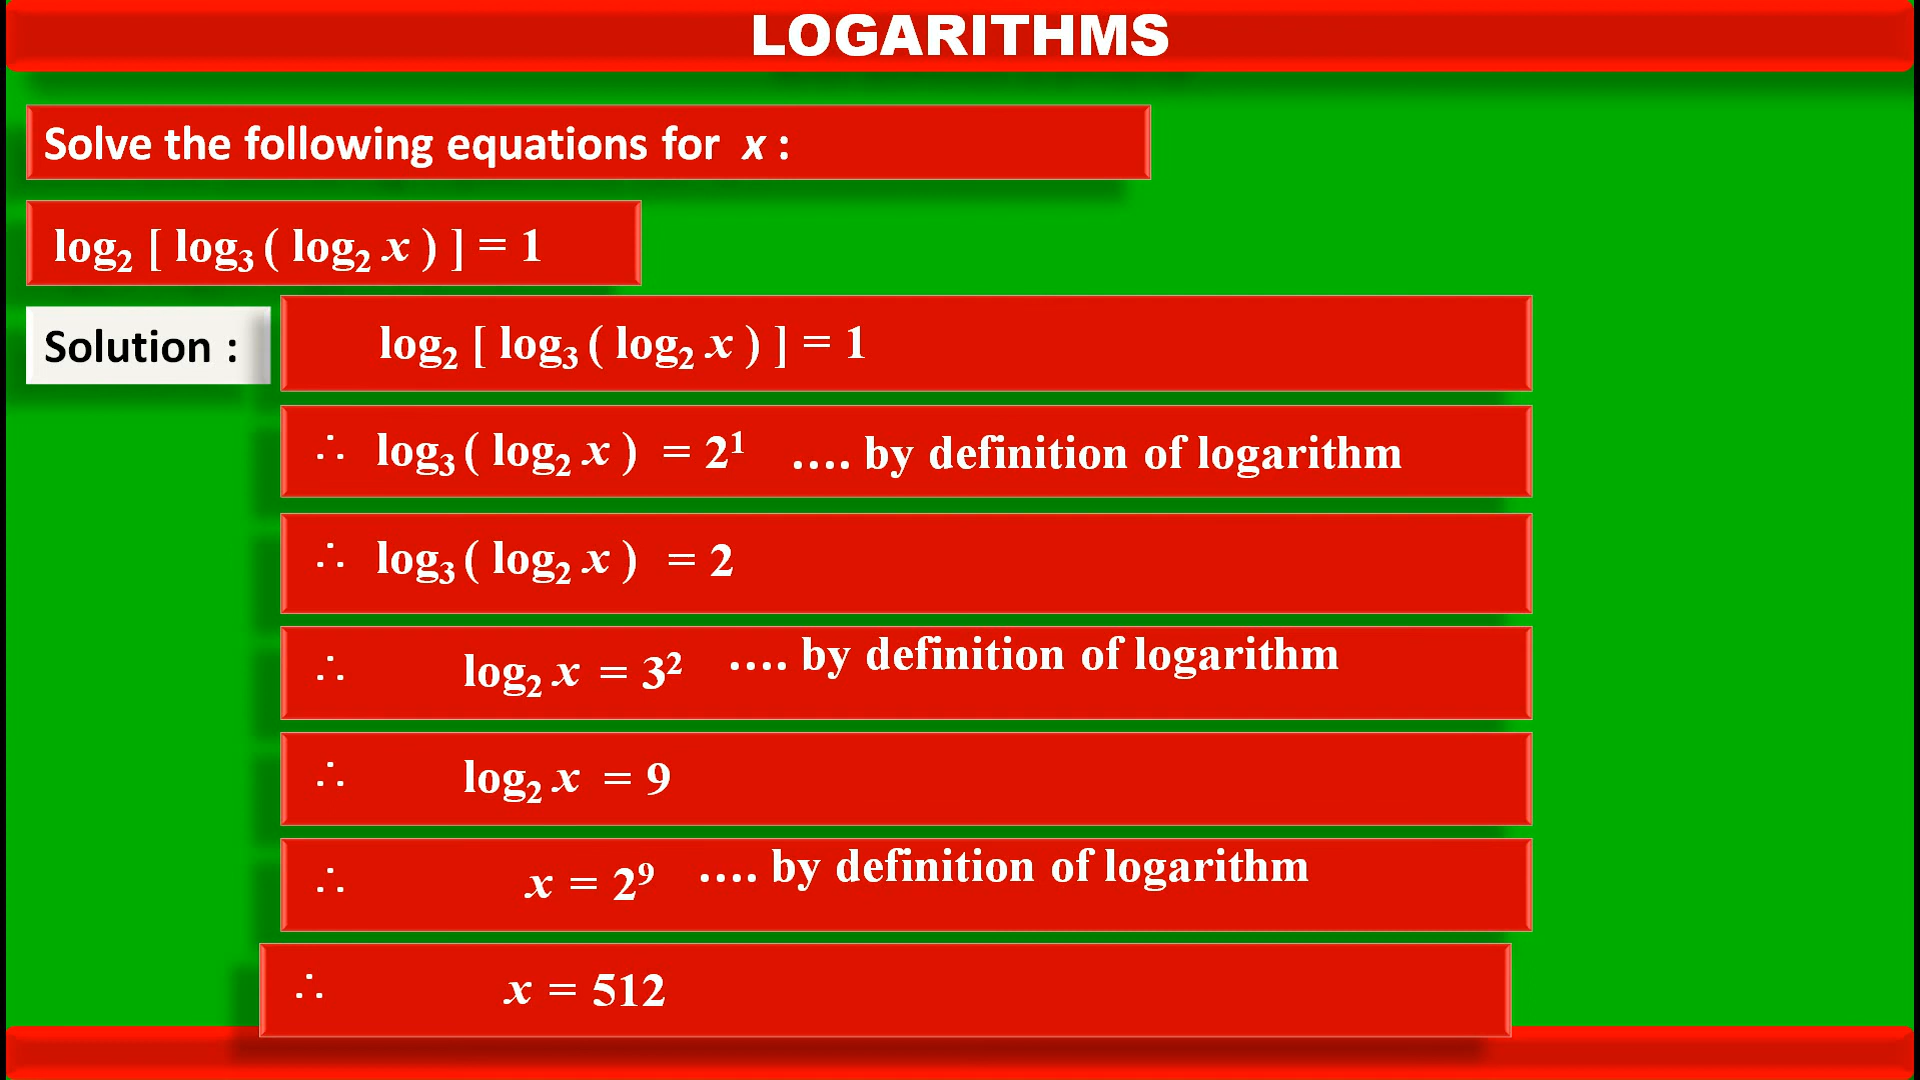 LOGARITHMS
Solve the following equations for x :
log₂ [ log₃ ( log₂ x ) ] = 1
Solution :
log₂ [ log₃ ( log₂ x ) ] = 1
∴ log₃ ( log₂ x ) = 2¹ .... by definition of logarithm
∴ log₃ ( log₂ x ) = 2
∴ log₂ x = 3² .... by definition of logarithm
∴ log₂ x = 9
∴ x = 2⁹ .... by definition of logarithm
∴ x = 512